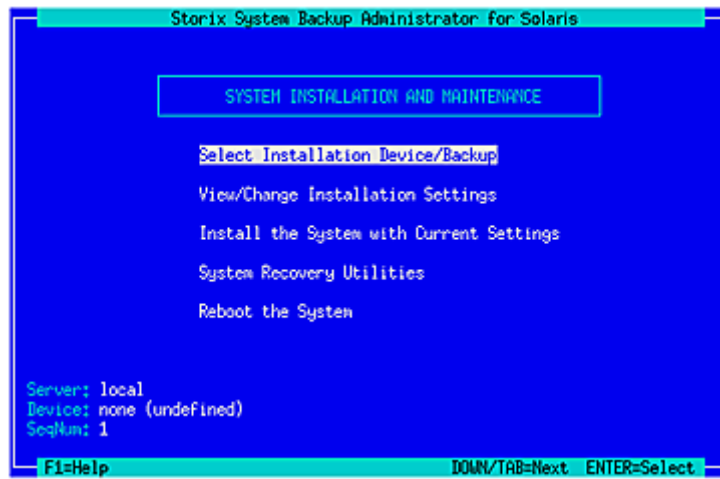 Storix System Backup Administrator for Solaris
SYSTEM INSTALLATION AND MAINTENANCE
Select Installation Device/Backup
View/Change Installation Settings
Install the System with Current Settings
System Recovery Utilities
Reboot the System
Server: local
Device: none (undefined)
SeqNum: 1
F1=Help DOWN/TAB=Next ENTER=Select